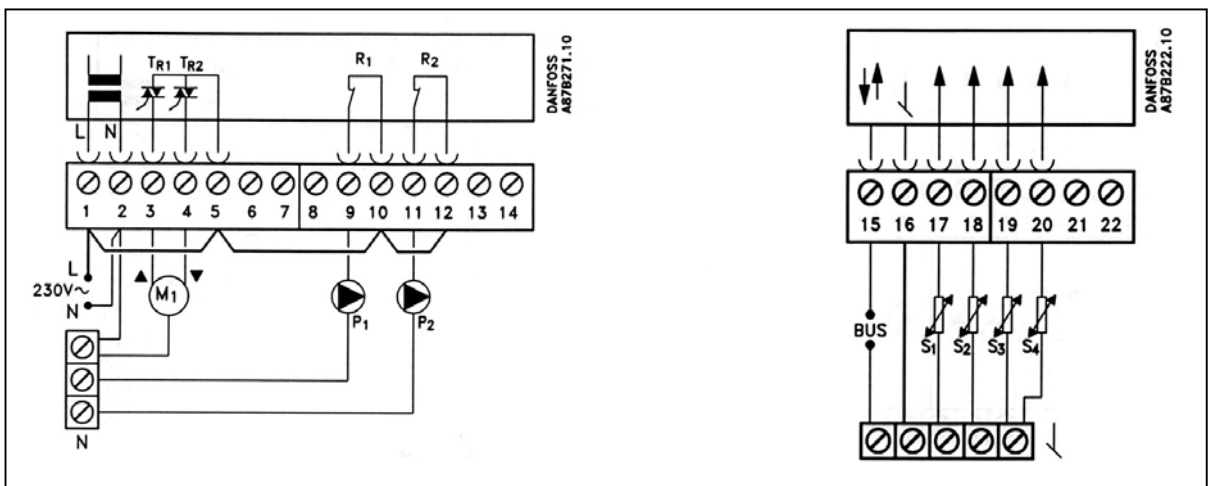 TR1 TR2
R1
R2
DANFOSS
A87B271.10
L N
1 2 3 4 5 6 7 8 9 10 11 12 13 14
L
230V~
N
M1
P1
P2
N
DANFOSS
A87B222.10
15 16 17 18 19 20 21 22
BUS
S1 S2 S3 S4